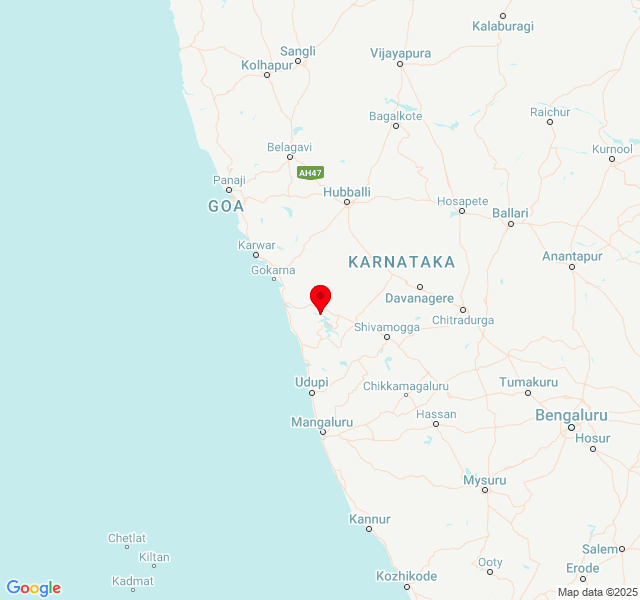 Kalaburagi
Sangli
Vijayapura
Kolhapur
Bagalkote
Raichur
Belagavi
Kurnool
AH47
Panaji
Hubballi
GOA
Hosapete
Ballari
Karwar
Anantapur
KARNATAKA
Gokarna
Davanagere
Chitradurga
Shivamogga
Udupi
Chikkamagaluru
Tumakuru
Mangaluru
Hassan
Bengaluru
Hosur
Mysuru
Kannur
Chetlat
Kiltan
Salem
Kadmat
Ooty
Erode
Kozhikode
Google
Map data ©2025